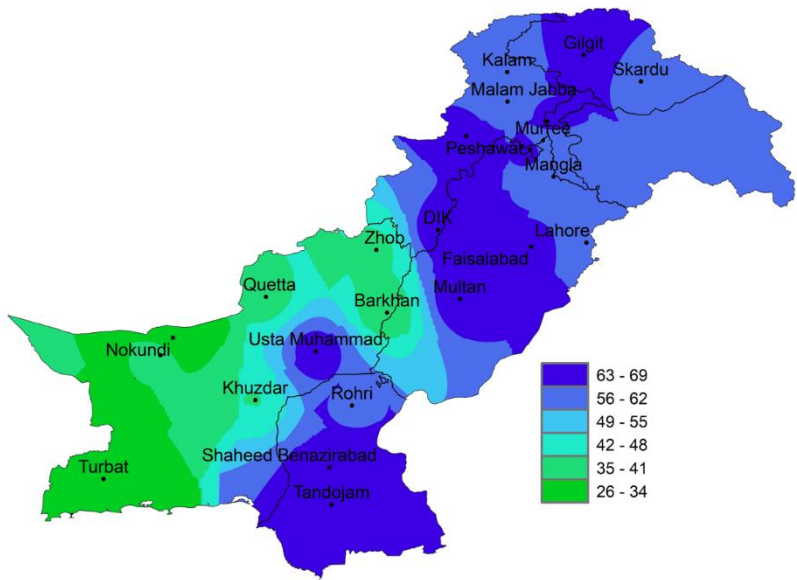 Gilgit
Kalam
Skardu
Malam Jabba
Murree
Peshawar
Mangla
DIK
Lahore
Zhob
Faisalabad
Quetta
Multan
Barkhan
Usta Muhammad
Nokundi
Khuzdar
Rohri
Shaheed Benazirabad
Turbat
Tandojam
63 - 69
56 - 62
49 - 55
42 - 48
35 - 41
26 - 34